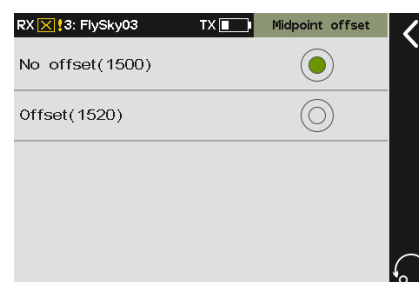 RX !3: FlySky03 TX Midpoint offset
No offset(1500)
Offset(1520)